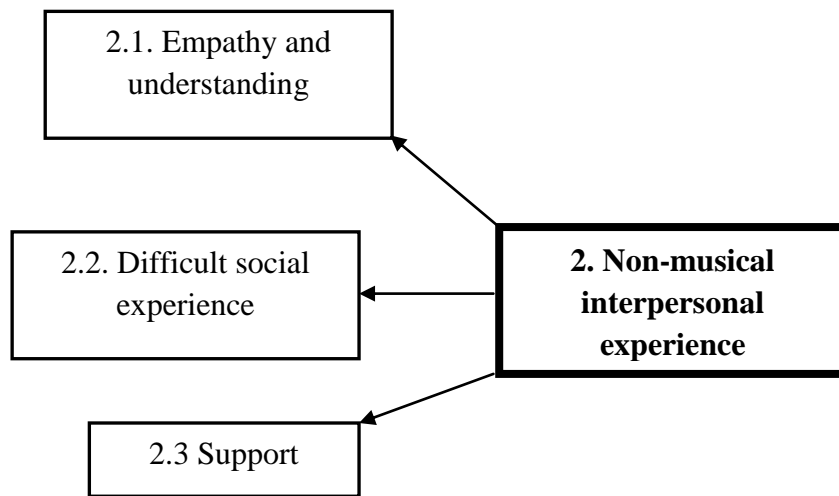 2.1. Empathy and
understanding
2.2. Difficult social
experience
2. Non-musical
interpersonal
experience
2.3 Support